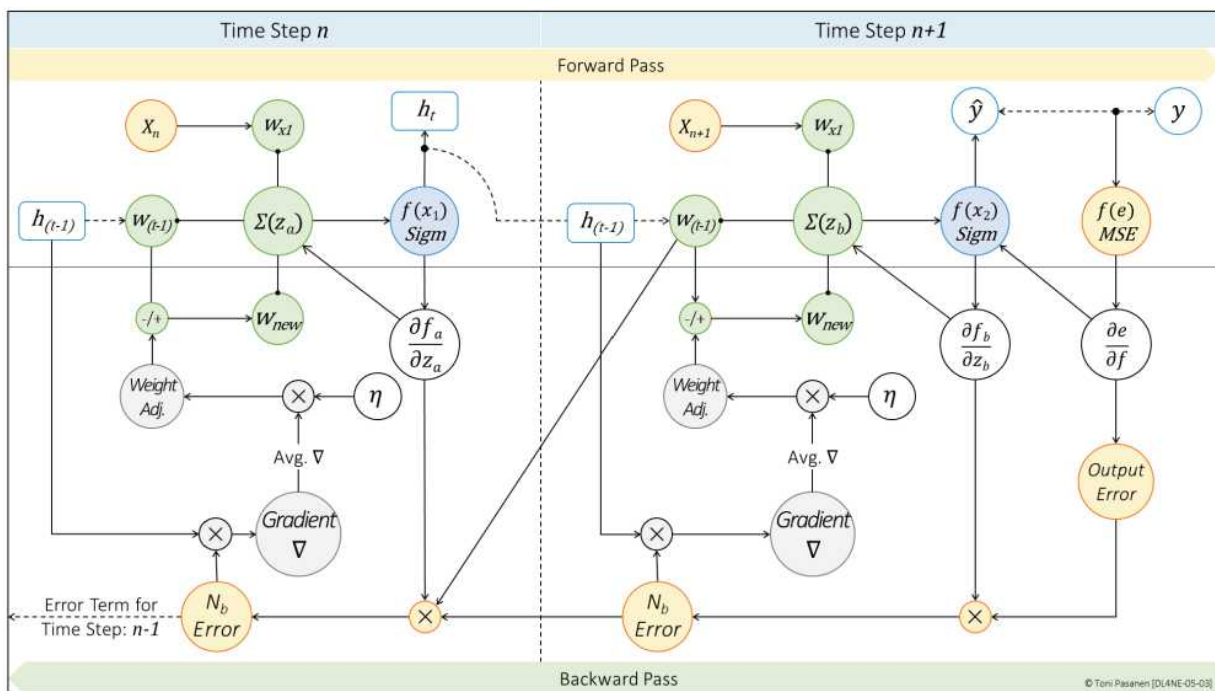 Time Step n
Time Step n+1
Forward Pass
X_n
w_x1
h_t
X_n+1
w_x1
ŷ
y
h_(t-1)
w_(t-1)
Σ(z_a)
f(x_1)
Sigm
h_(t-1)
w_(t-1)
Σ(z_b)
f(x_2)
Sigm
f(e)
MSE
-/+
w_new
∂f_a
∂z_a
-/+
w_new
∂f_b
∂z_b
∂e
∂f
Weight
Adj.
×
η
Weight
Adj.
×
η
Avg. ∇
Avg. ∇
Output
Error
×
Gradient
∇
×
Gradient
∇
Error Term for
Time Step: n-1
N_b
Error
×
N_b
Error
×
Backward Pass
© Toni Pasanen [DL4NE-05-03]